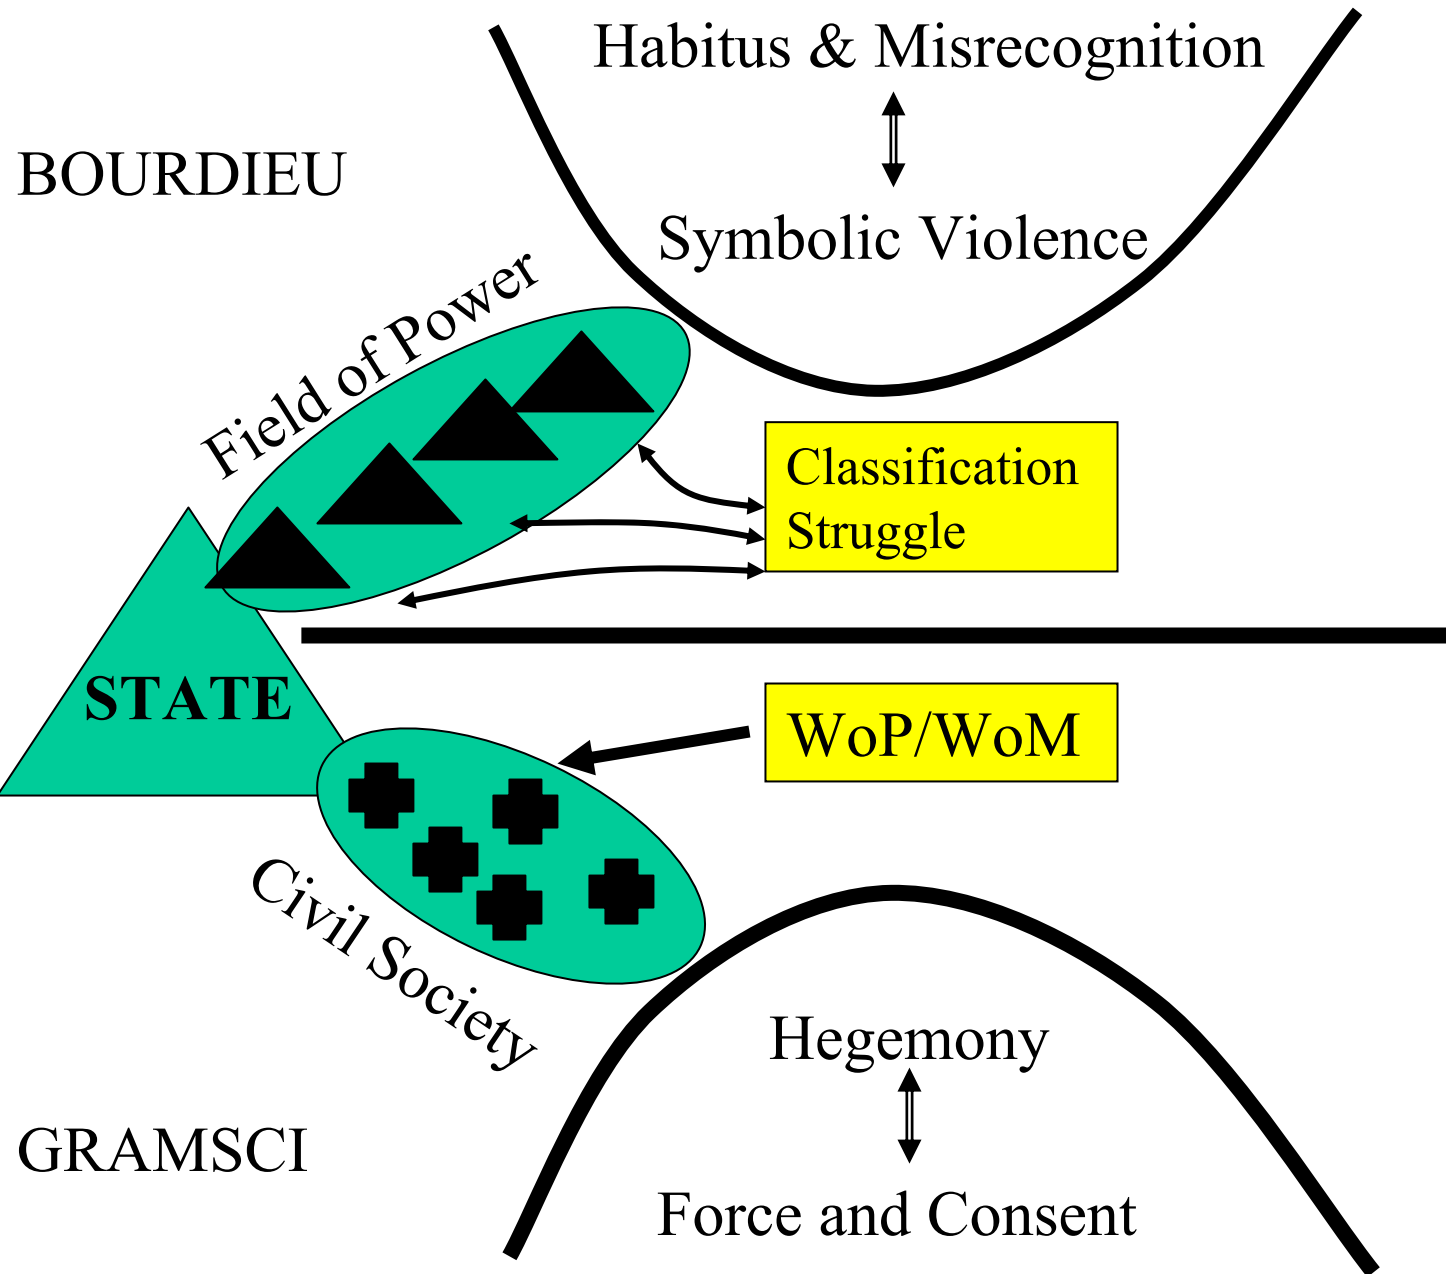 Habitus & Misrecognition
BOURDIEU
Symbolic Violence
Field of Power
Classification
Struggle
STATE
WoP/WoM
Civil Society
Hegemony
GRAMSCI
Force and Consent